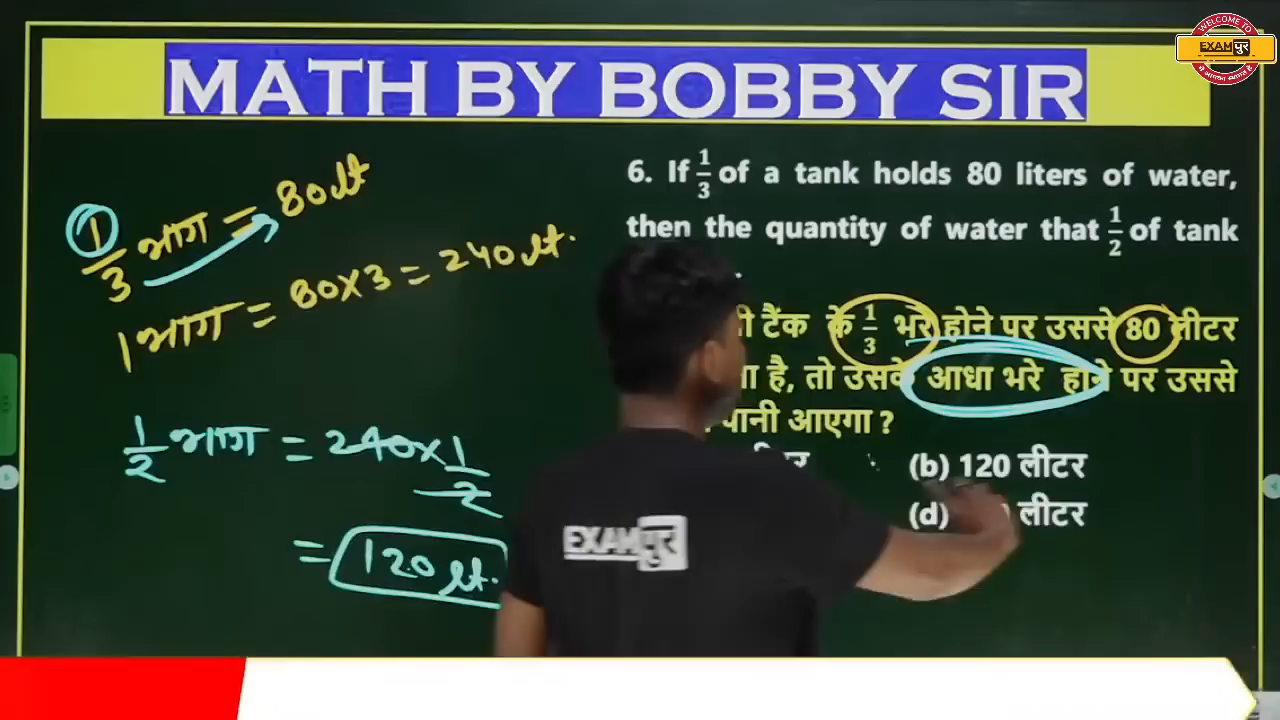 WELCOME TO
EXAMपुर
MATH BY BOBBY SIR
1/3 भाग = 80 lt
1 भाग = 80×3 = 240 lt.
1/2 भाग = 240×1/2
= 120 lt.
6. If 1/3 of a tank holds 80 liters of water,
then the quantity of water that 1/2 of tank
टैंक के 1/3 भरे होने पर उससे 80 लीटर
है, तो उसके आधा भरे होने पर उससे
पानी आएगा ?
(b) 120 लीटर
(d) लीटर
EXAMपुर